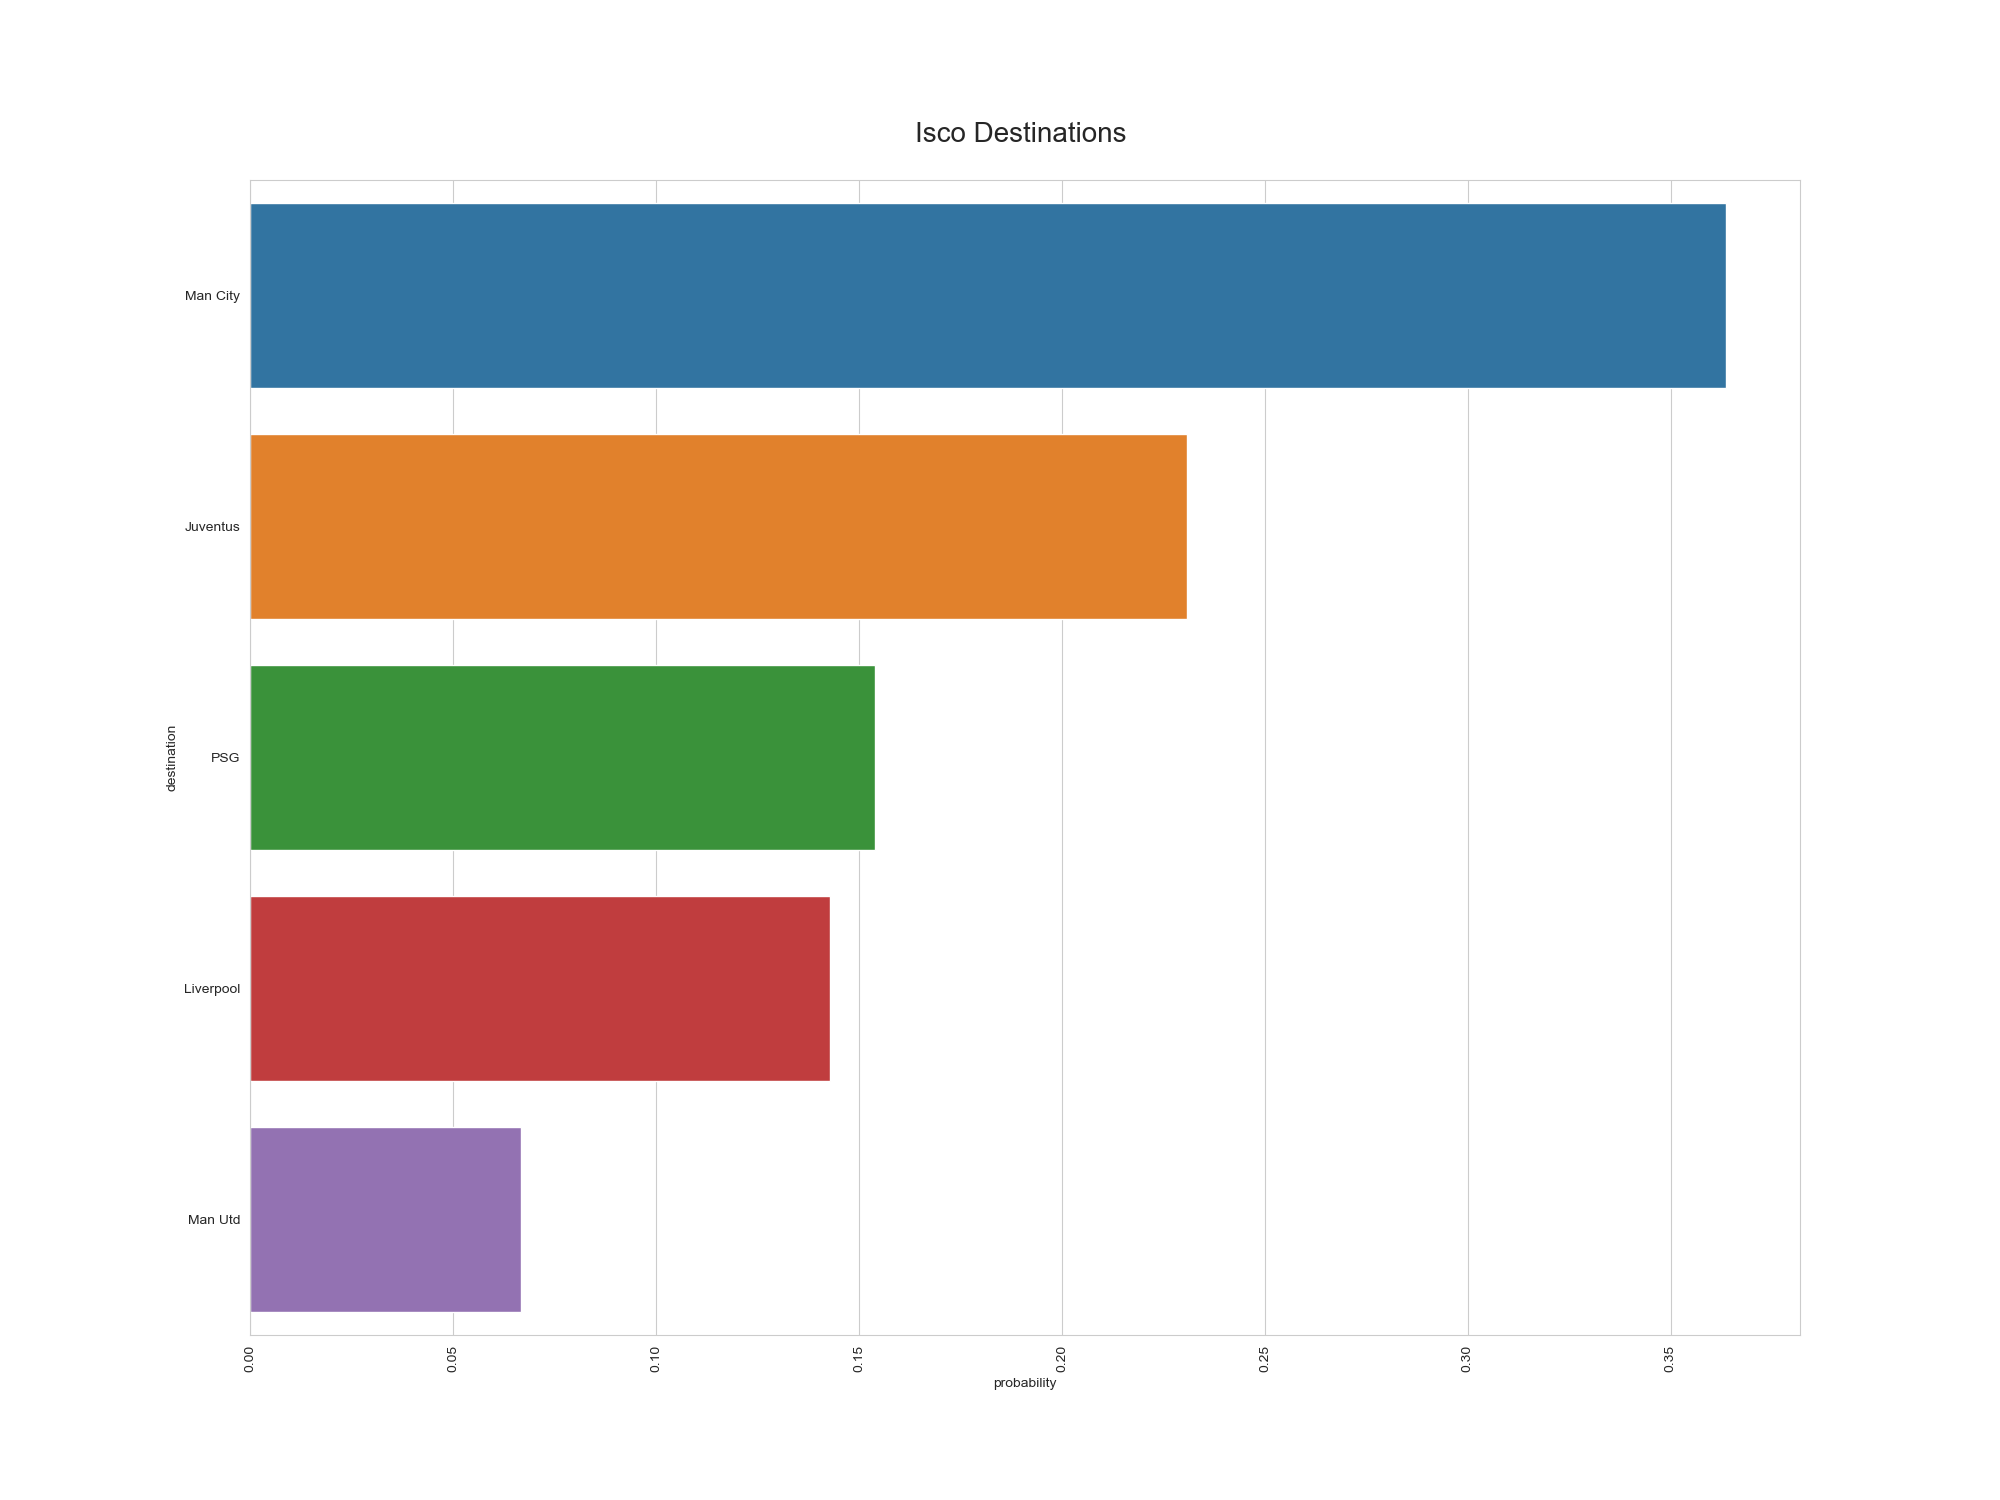 Isco Destinations
Man City
Juventus
PSG
Liverpool
Man Utd
destination
0.00
0.05
0.10
0.15
0.20
0.25
0.30
0.35
probability